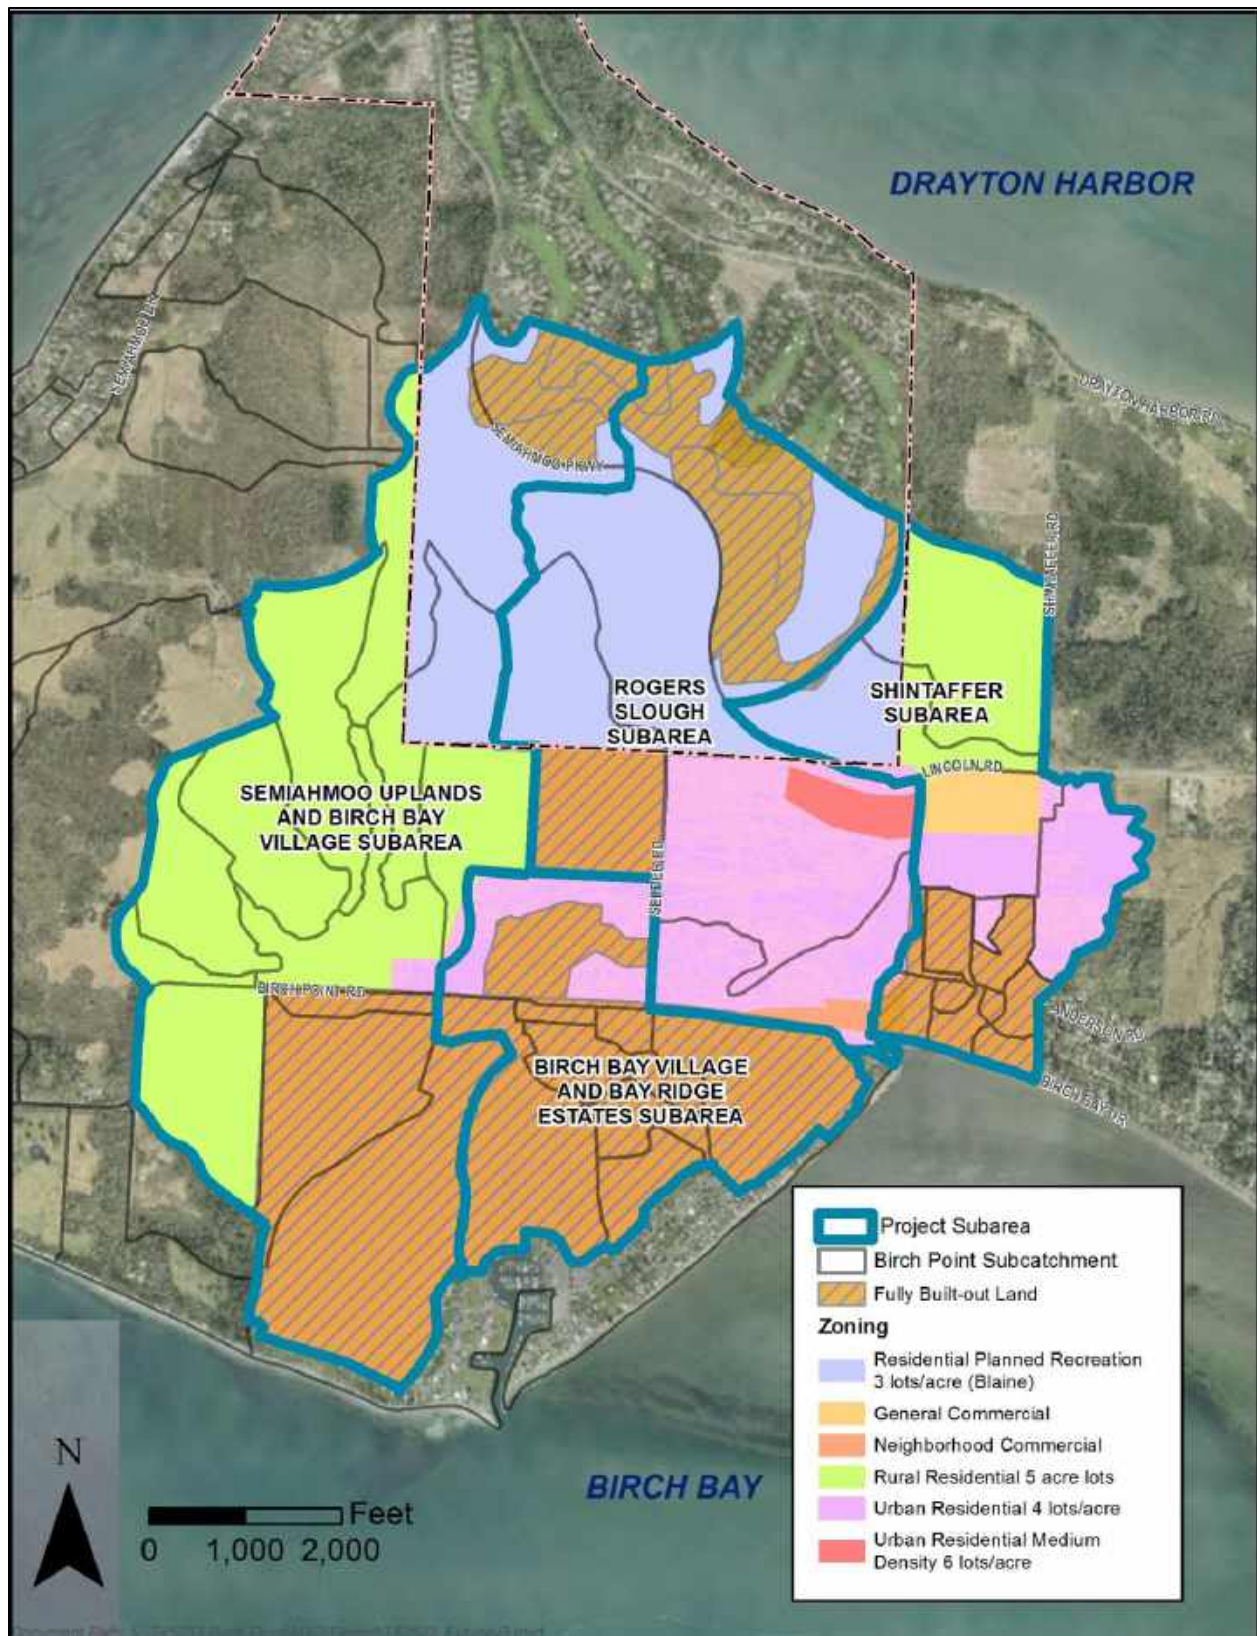 DRAYTON HARBOR
SEMIAHMOO DR
DRAYTON HARBOR RD
SEMIAHMOO PKWY
SHINTAFFER RD
ROGERS
SLOUGH
SUBAREA
SHINTAFFER
SUBAREA
LINCOLN RD
SEMIAHMOO UPLANDS
AND BIRCH BAY
VILLAGE SUBAREA
SEMDER RD
BIRCH POINT RD
ANDERSON RD
BIRCH BAY DR
BIRCH BAY VILLAGE
AND BAY RIDGE
ESTATES SUBAREA
Project Subarea
Birch Point Subcatchment
Fully Built-out Land
Zoning
Residential Planned Recreation
3 lots/acre (Blaine)
General Commercial
Neighborhood Commercial
Rural Residential 5 acre lots
Urban Residential 4 lots/acre
Urban Residential Medium
Density 6 lots/acre
N
Feet
0 1,000 2,000
BIRCH BAY